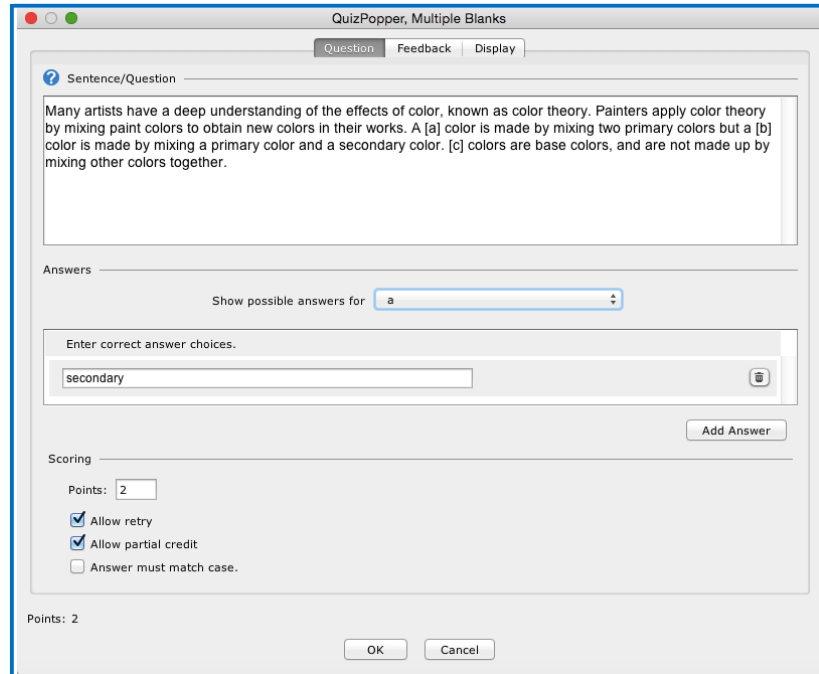 QuizPopper, Multiple Blanks
Question Feedback Display
? Sentence/Question
Many artists have a deep understanding of the effects of color, known as color theory. Painters apply color theory
by mixing paint colors to obtain new colors in their works. A [a] color is made by mixing two primary colors but a [b]
color is made by mixing a primary color and a secondary color. [c] colors are base colors, and are not made up by
mixing other colors together.
Answers
Show possible answers for a
Enter correct answer choices.
secondary
Add Answer
Scoring
Points: 2
Allow retry
Allow partial credit
Answer must match case.
Points: 2
OK Cancel